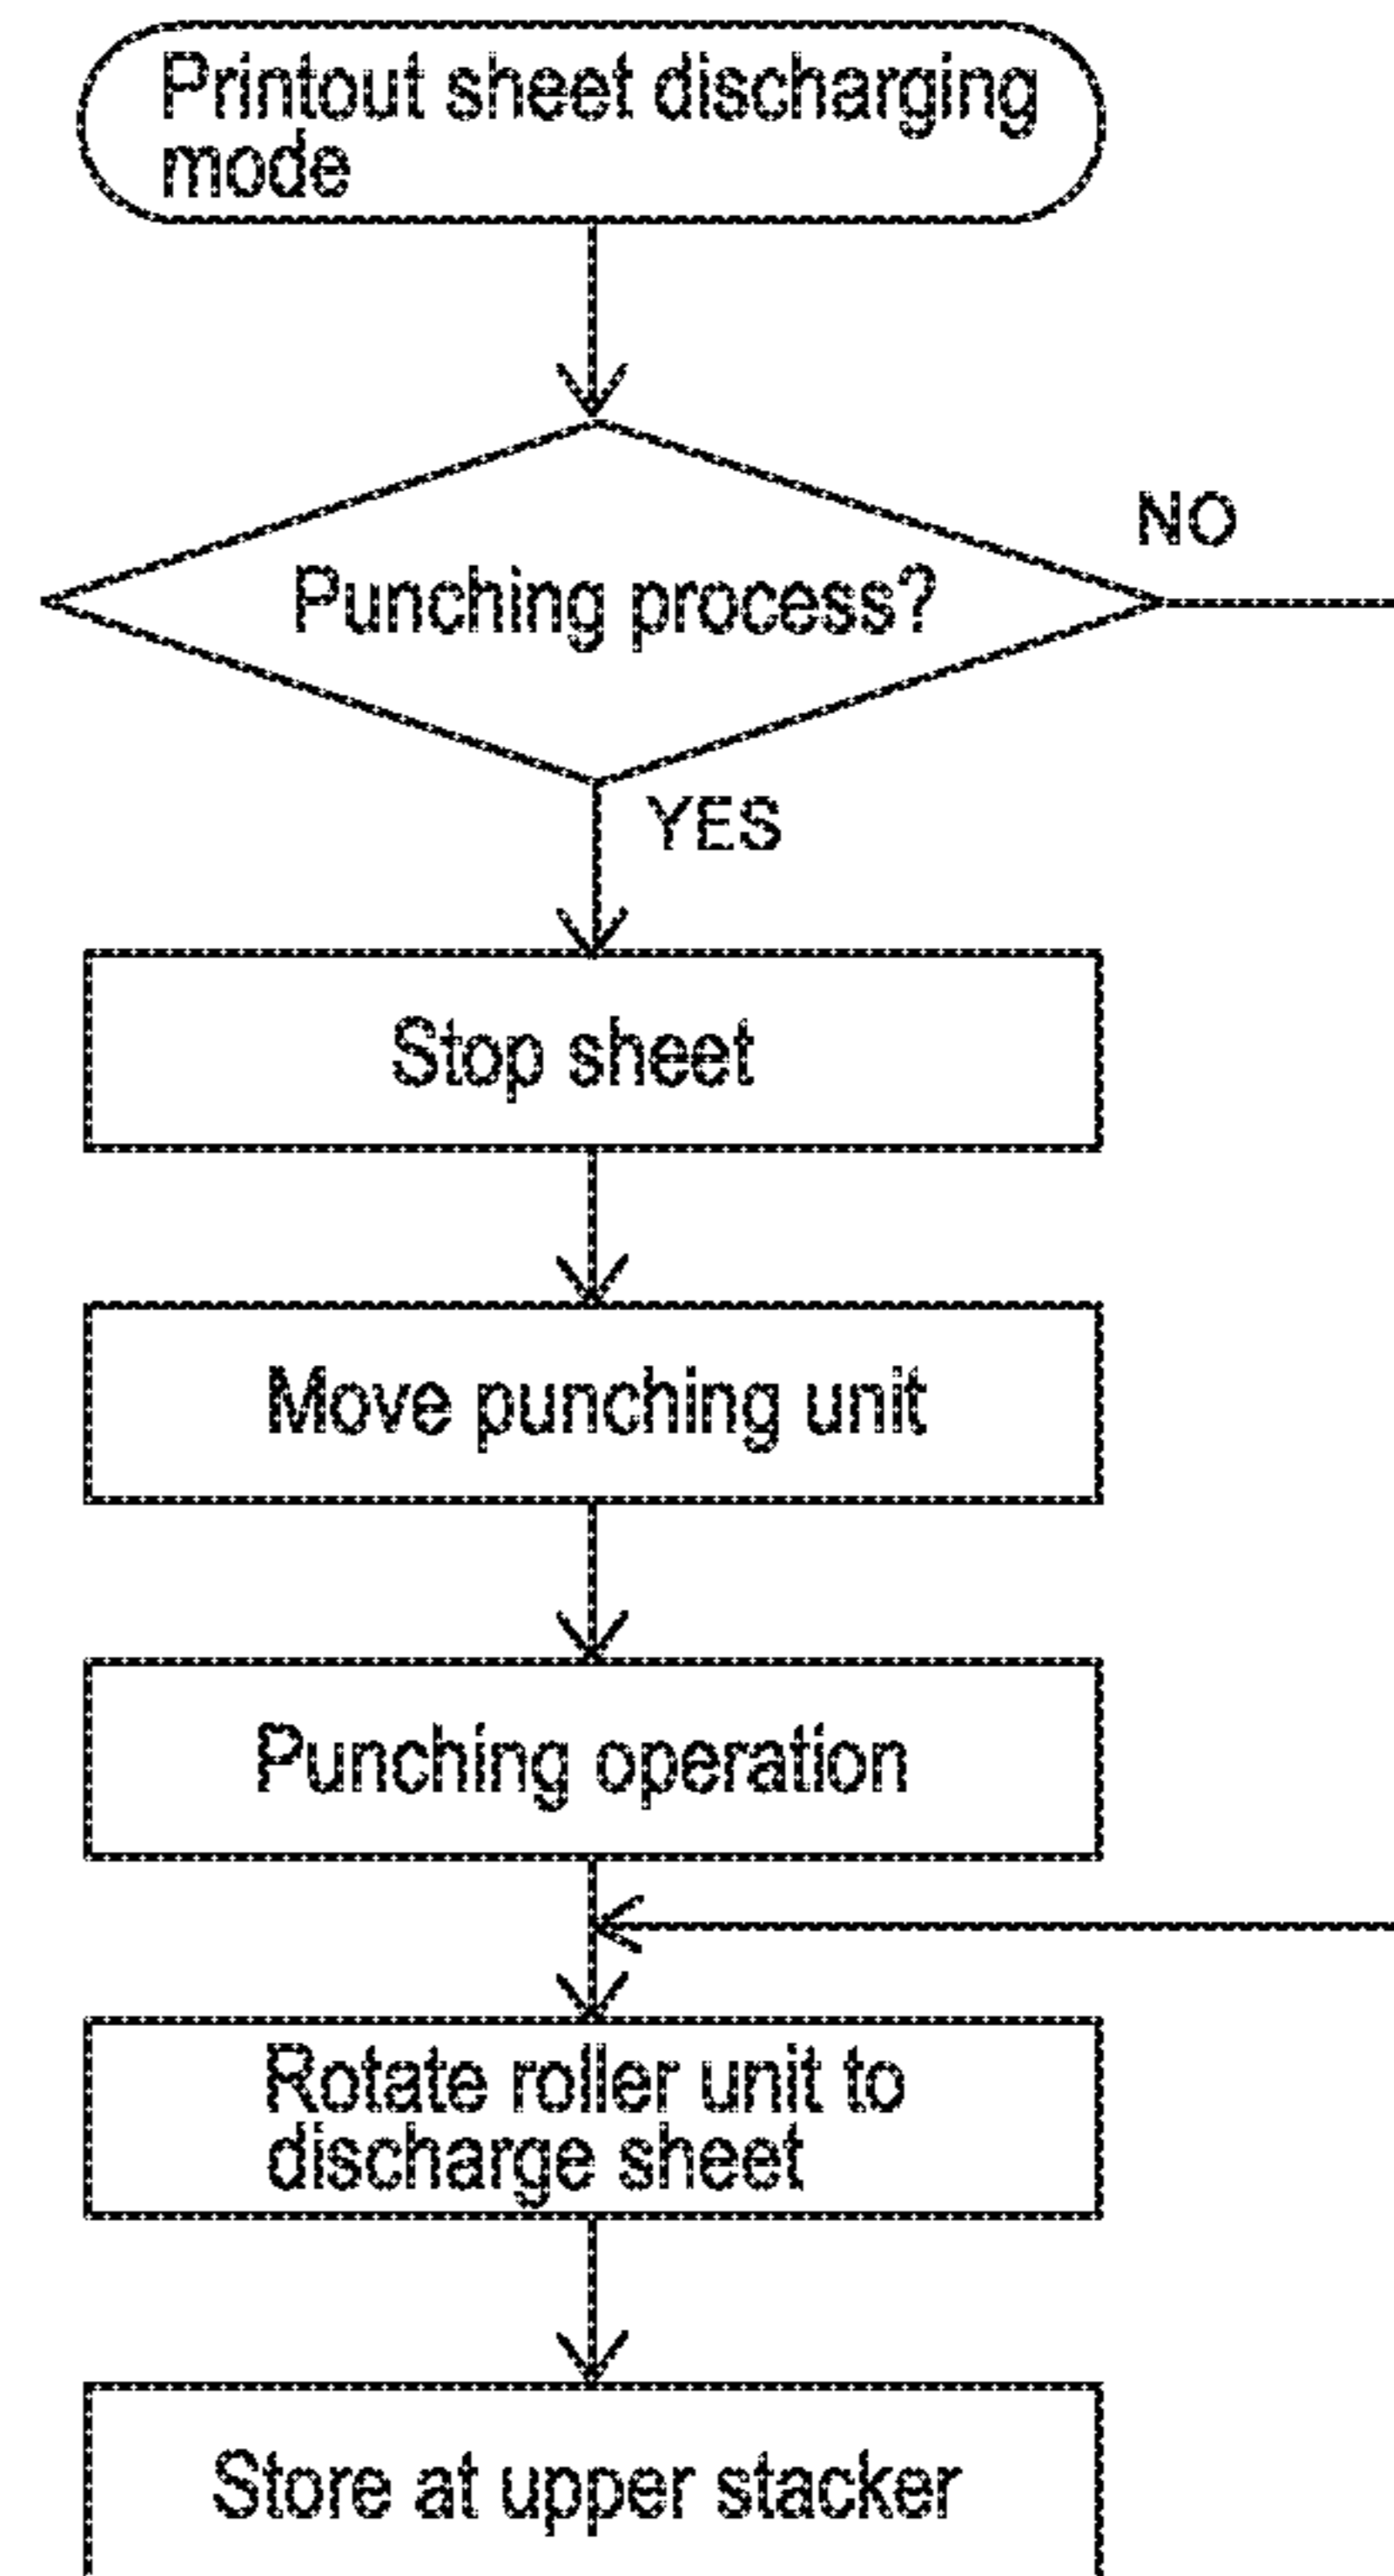 Printout sheet discharging
mode
NO
Punching process?
YES
Stop sheet
Move punching unit
Punching operation
Rotate roller unit to
discharge sheet
Store at upper stacker